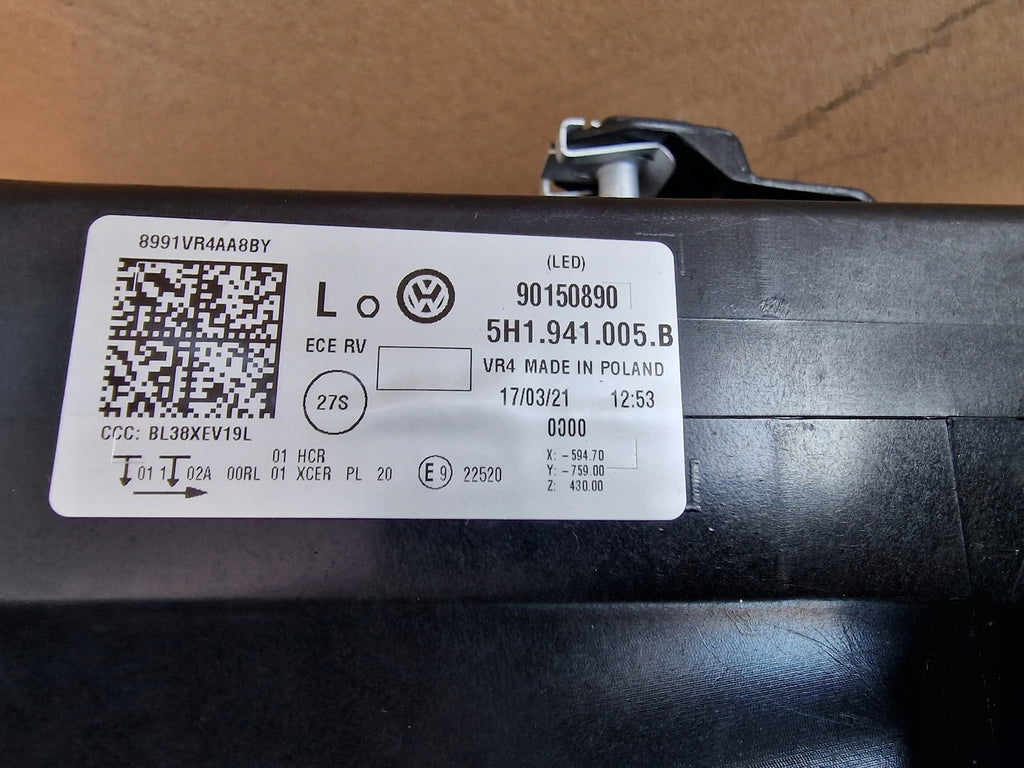 8991VR4AA8BY
(LED)
L
90150890
5H1.941.005.B
ECE RV
VR4 MADE IN POLAND
27S
17/03/21 12:53
CCC: BL38XEV19L
0000
01 HCR
01 1 02A 00RL 01 XCER PL 20 E9 22520
X: -594.70
Y: -759.00
Z: 430.00